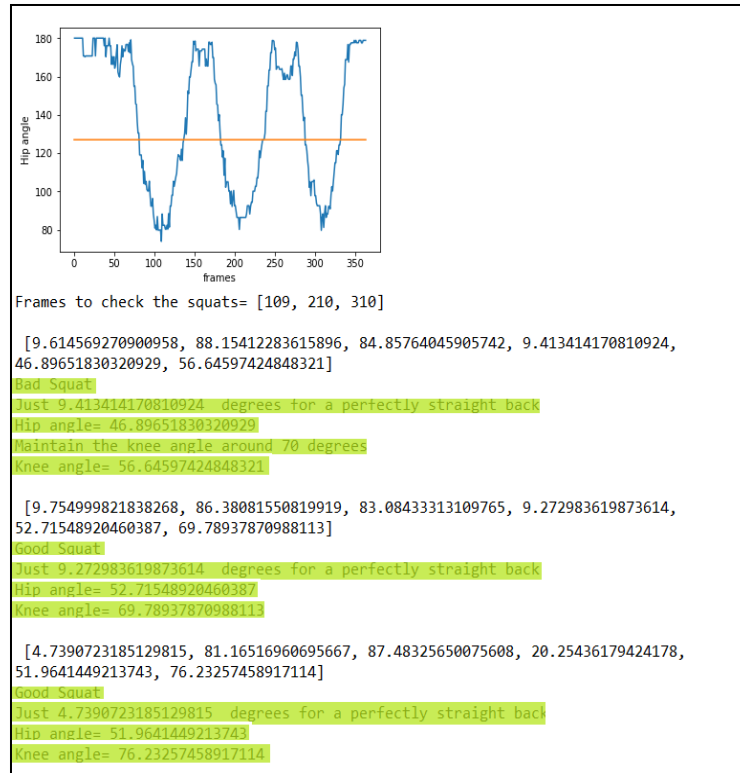 180
160
140
120
100
80
Hip angle
0 50 100 150 200 250 300 350
frames
Frames to check the squats= [109, 210, 310]
[9.614569270900958, 88.15412283615896, 84.85764045905742, 9.413414170810924,
46.89651830320929, 56.64597424848321]
Bad Squat
Just 9.413414170810924  degrees for a perfectly straight back
Hip angle= 46.89651830320929
Maintain the knee angle around 70 degrees
Knee angle= 56.64597424848321
[9.754999821838268, 86.38081550819919, 83.08433313109765, 9.272983619873614,
52.71548920460387, 69.78937870988113]
Good Squat
Just 9.272983619873614  degrees for a perfectly straight back
Hip angle= 52.71548920460387
Knee angle= 69.78937870988113
[4.7390723185129815, 81.16516960695667, 87.48325650075608, 20.25436179424178,
51.9641449213743, 76.23257458917114]
Good Squat
Just 4.7390723185129815  degrees for a perfectly straight back
Hip angle= 51.9641449213743
Knee angle= 76.23257458917114